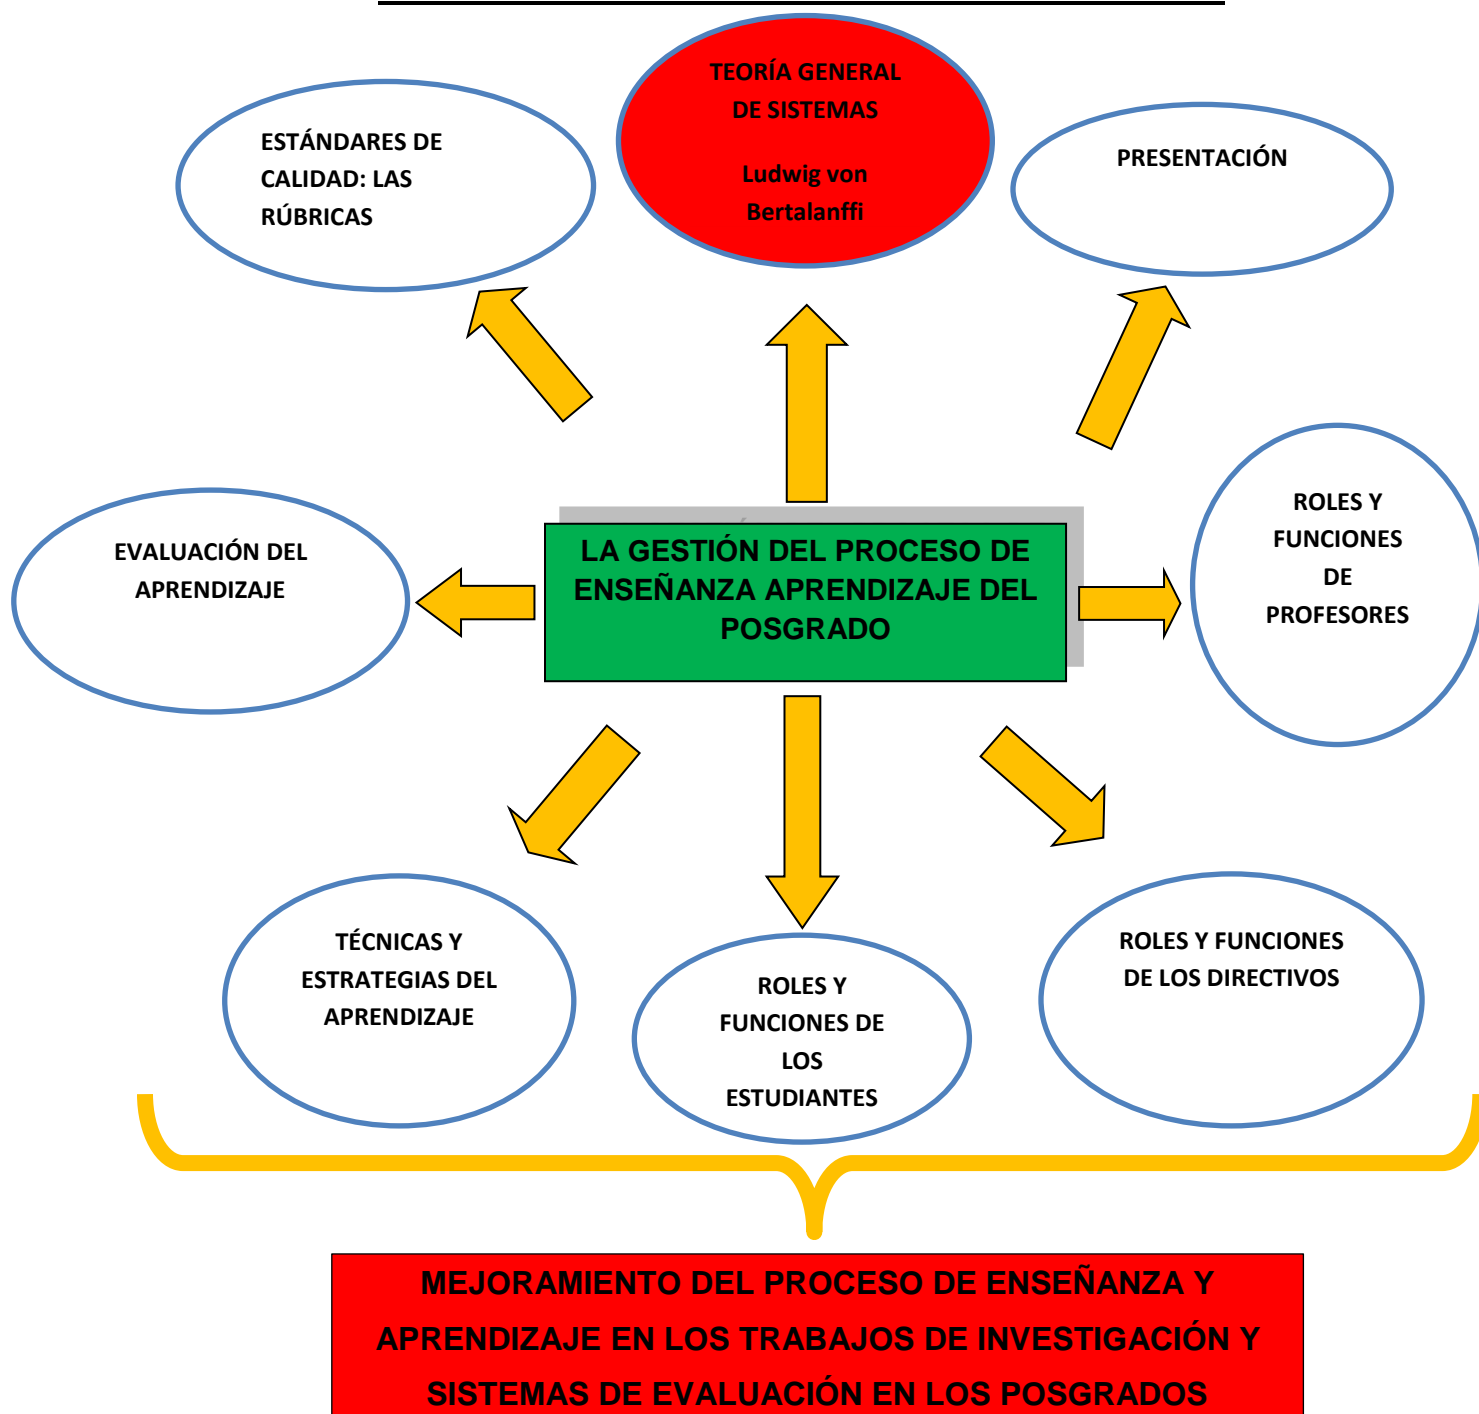 TEORÍA GENERAL
DE SISTEMAS
Ludwig von
Bertalanffi
ESTÁNDARES DE
CALIDAD: LAS
RÚBRICAS
PRESENTACIÓN
EVALUACIÓN DEL
APRENDIZAJE
LA GESTIÓN DEL PROCESO DE
ENSEÑANZA APRENDIZAJE DEL
POSGRADO
ROLES Y
FUNCIONES
DE
PROFESORES
TÉCNICAS Y
ESTRATEGIAS DEL
APRENDIZAJE
ROLES Y
FUNCIONES DE
LOS
ESTUDIANTES
ROLES Y FUNCIONES
DE LOS DIRECTIVOS
MEJORAMIENTO DEL PROCESO DE ENSEÑANZA Y
APRENDIZAJE EN LOS TRABAJOS DE INVESTIGACIÓN Y
SISTEMAS DE EVALUACIÓN EN LOS POSGRADOS